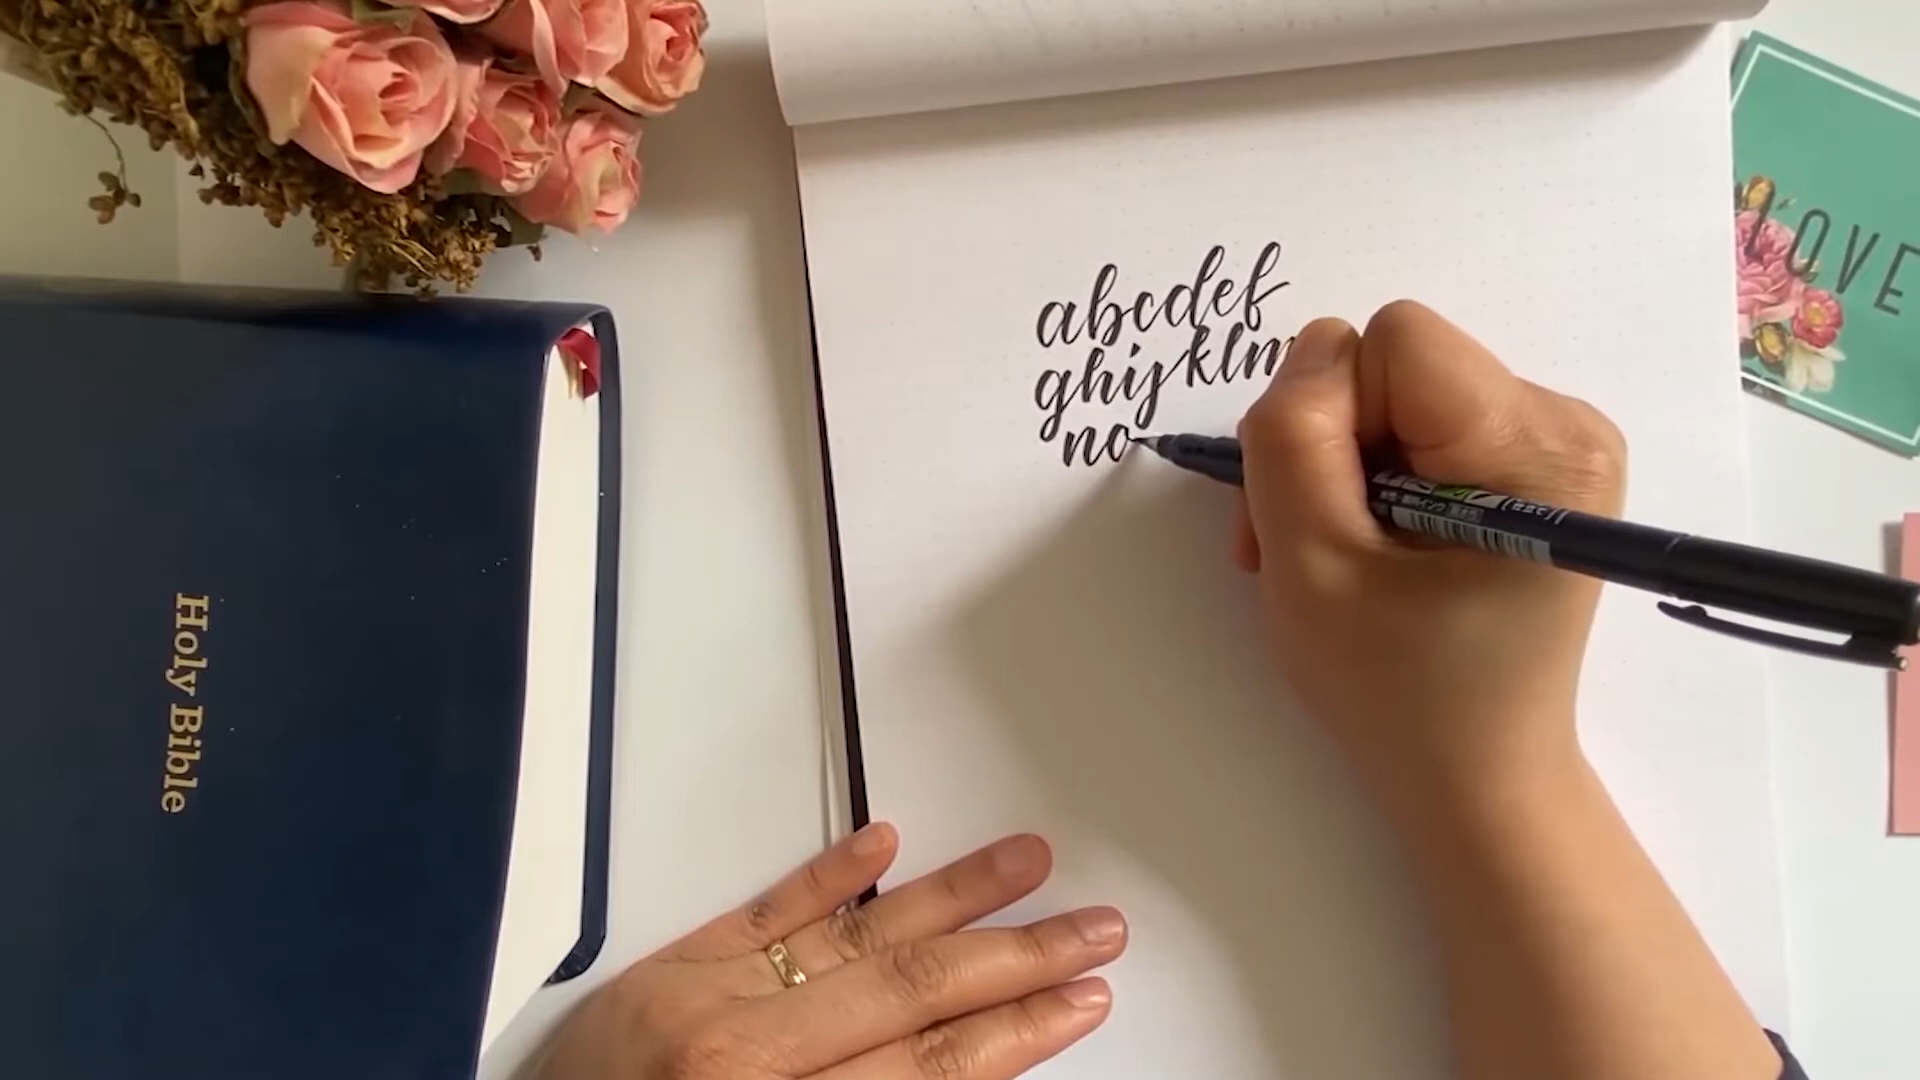 Holy Bible
abcdef
ghijklm
no
LOVE